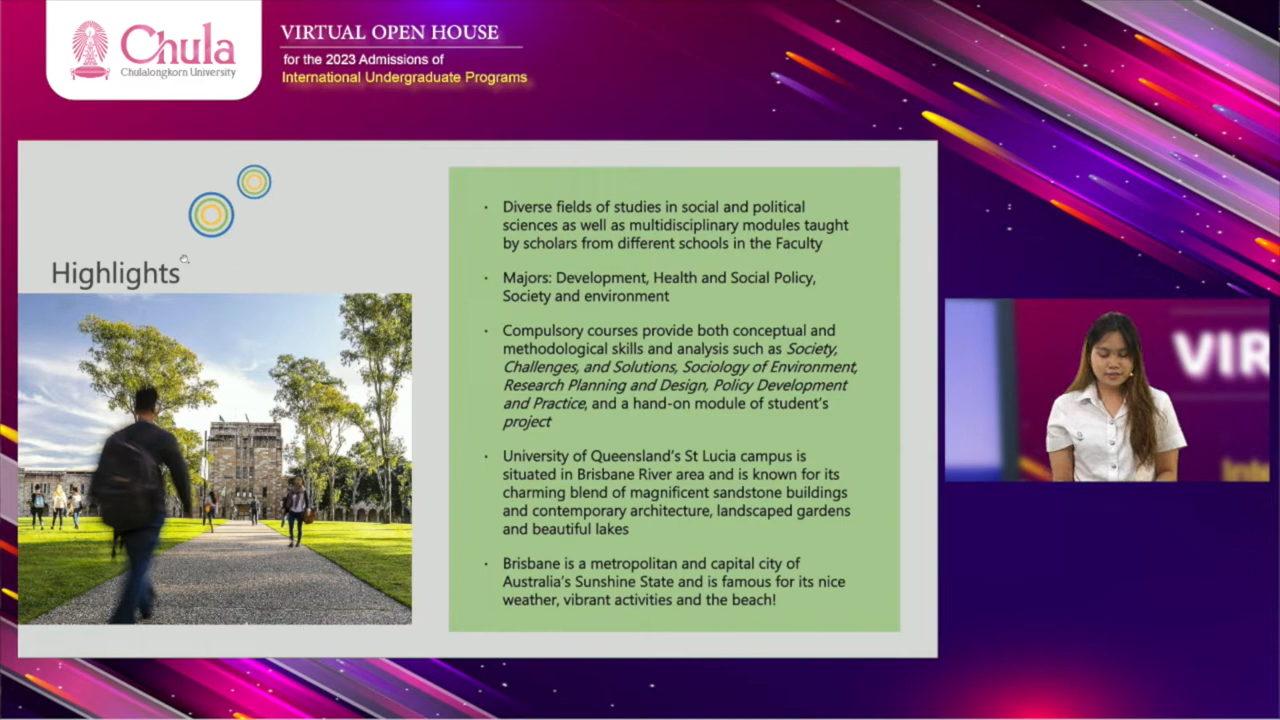 Chula
Chulalongkorn University
VIRTUAL OPEN HOUSE
for the 2023 Admissions of
International Undergraduate Programs
Highlights
· Diverse fields of studies in social and political
sciences as well as multidisciplinary modules taught
by scholars from different schools in the Faculty
· Majors: Development, Health and Social Policy,
Society and environment
· Compulsory courses provide both conceptual and
methodological skills and analysis such as Society,
Challenges, and Solutions, Sociology of Environment,
Research Planning and Design, Policy Development
and Practice, and a hand-on module of student's
project
· University of Queensland's St Lucia campus is
situated in Brisbane River area and is known for its
charming blend of magnificent sandstone buildings
and contemporary architecture, landscaped gardens
and beautiful lakes
· Brisbane is a metropolitan and capital city of
Australia's Sunshine State and is famous for its nice
weather, vibrant activities and the beach!
VIR